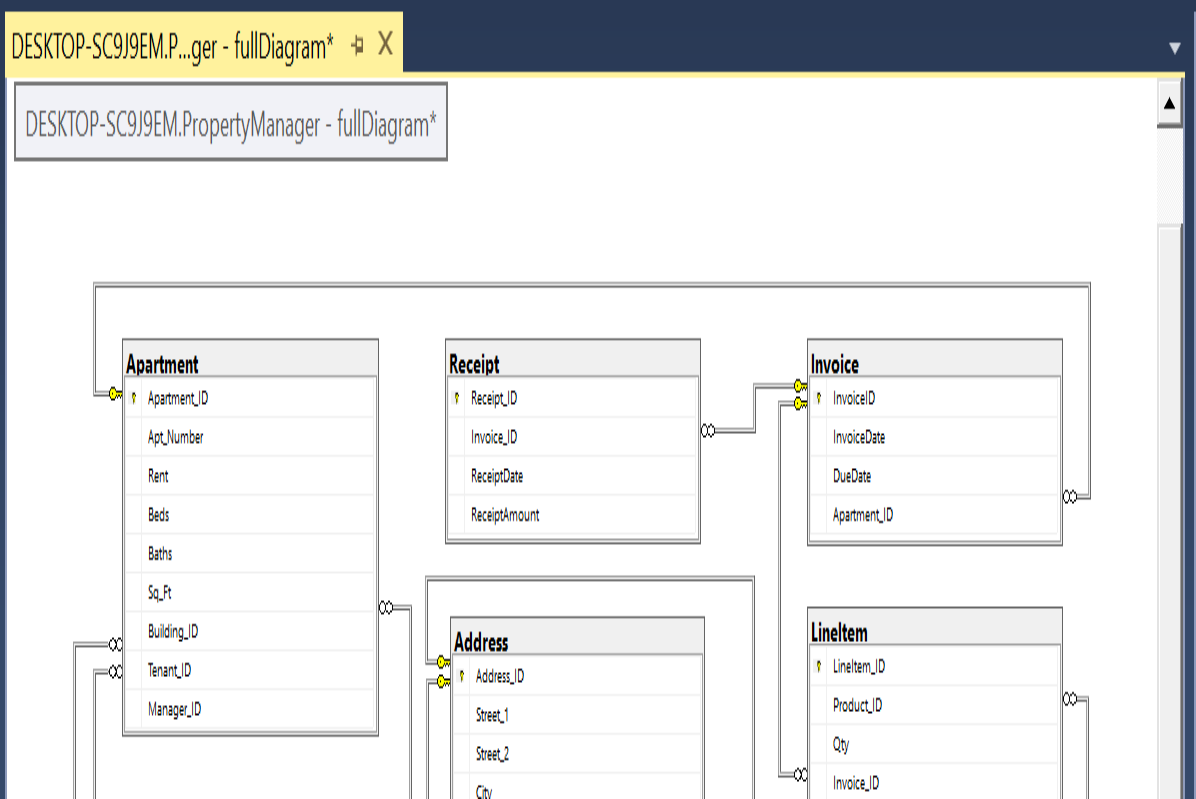 DESKTOP-SC9J9EM.P...ger - fullDiagram*
DESKTOP-SC9J9EM.PropertyManager - fullDiagram*
Apartment
Apartment_ID
Apt_Number
Rent
Beds
Baths
Sq_Ft
Building_ID
Tenant_ID
Manager_ID
Receipt
Receipt_ID
Invoice_ID
ReceiptDate
ReceiptAmount
Invoice
InvoiceID
InvoiceDate
DueDate
Apartment_ID
Address
Address_ID
Street_1
Street_2
City
LineItem
LineItem_ID
Product_ID
Qty
Invoice_ID